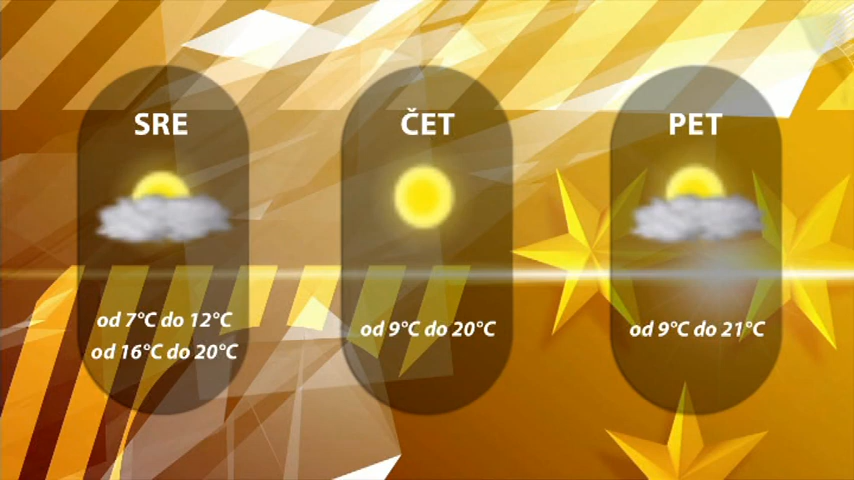 SRE
od 7°C do 12°C
od 16°C do 20°C
ČET
od 9°C do 20°C
PET
od 9°C do 21°C